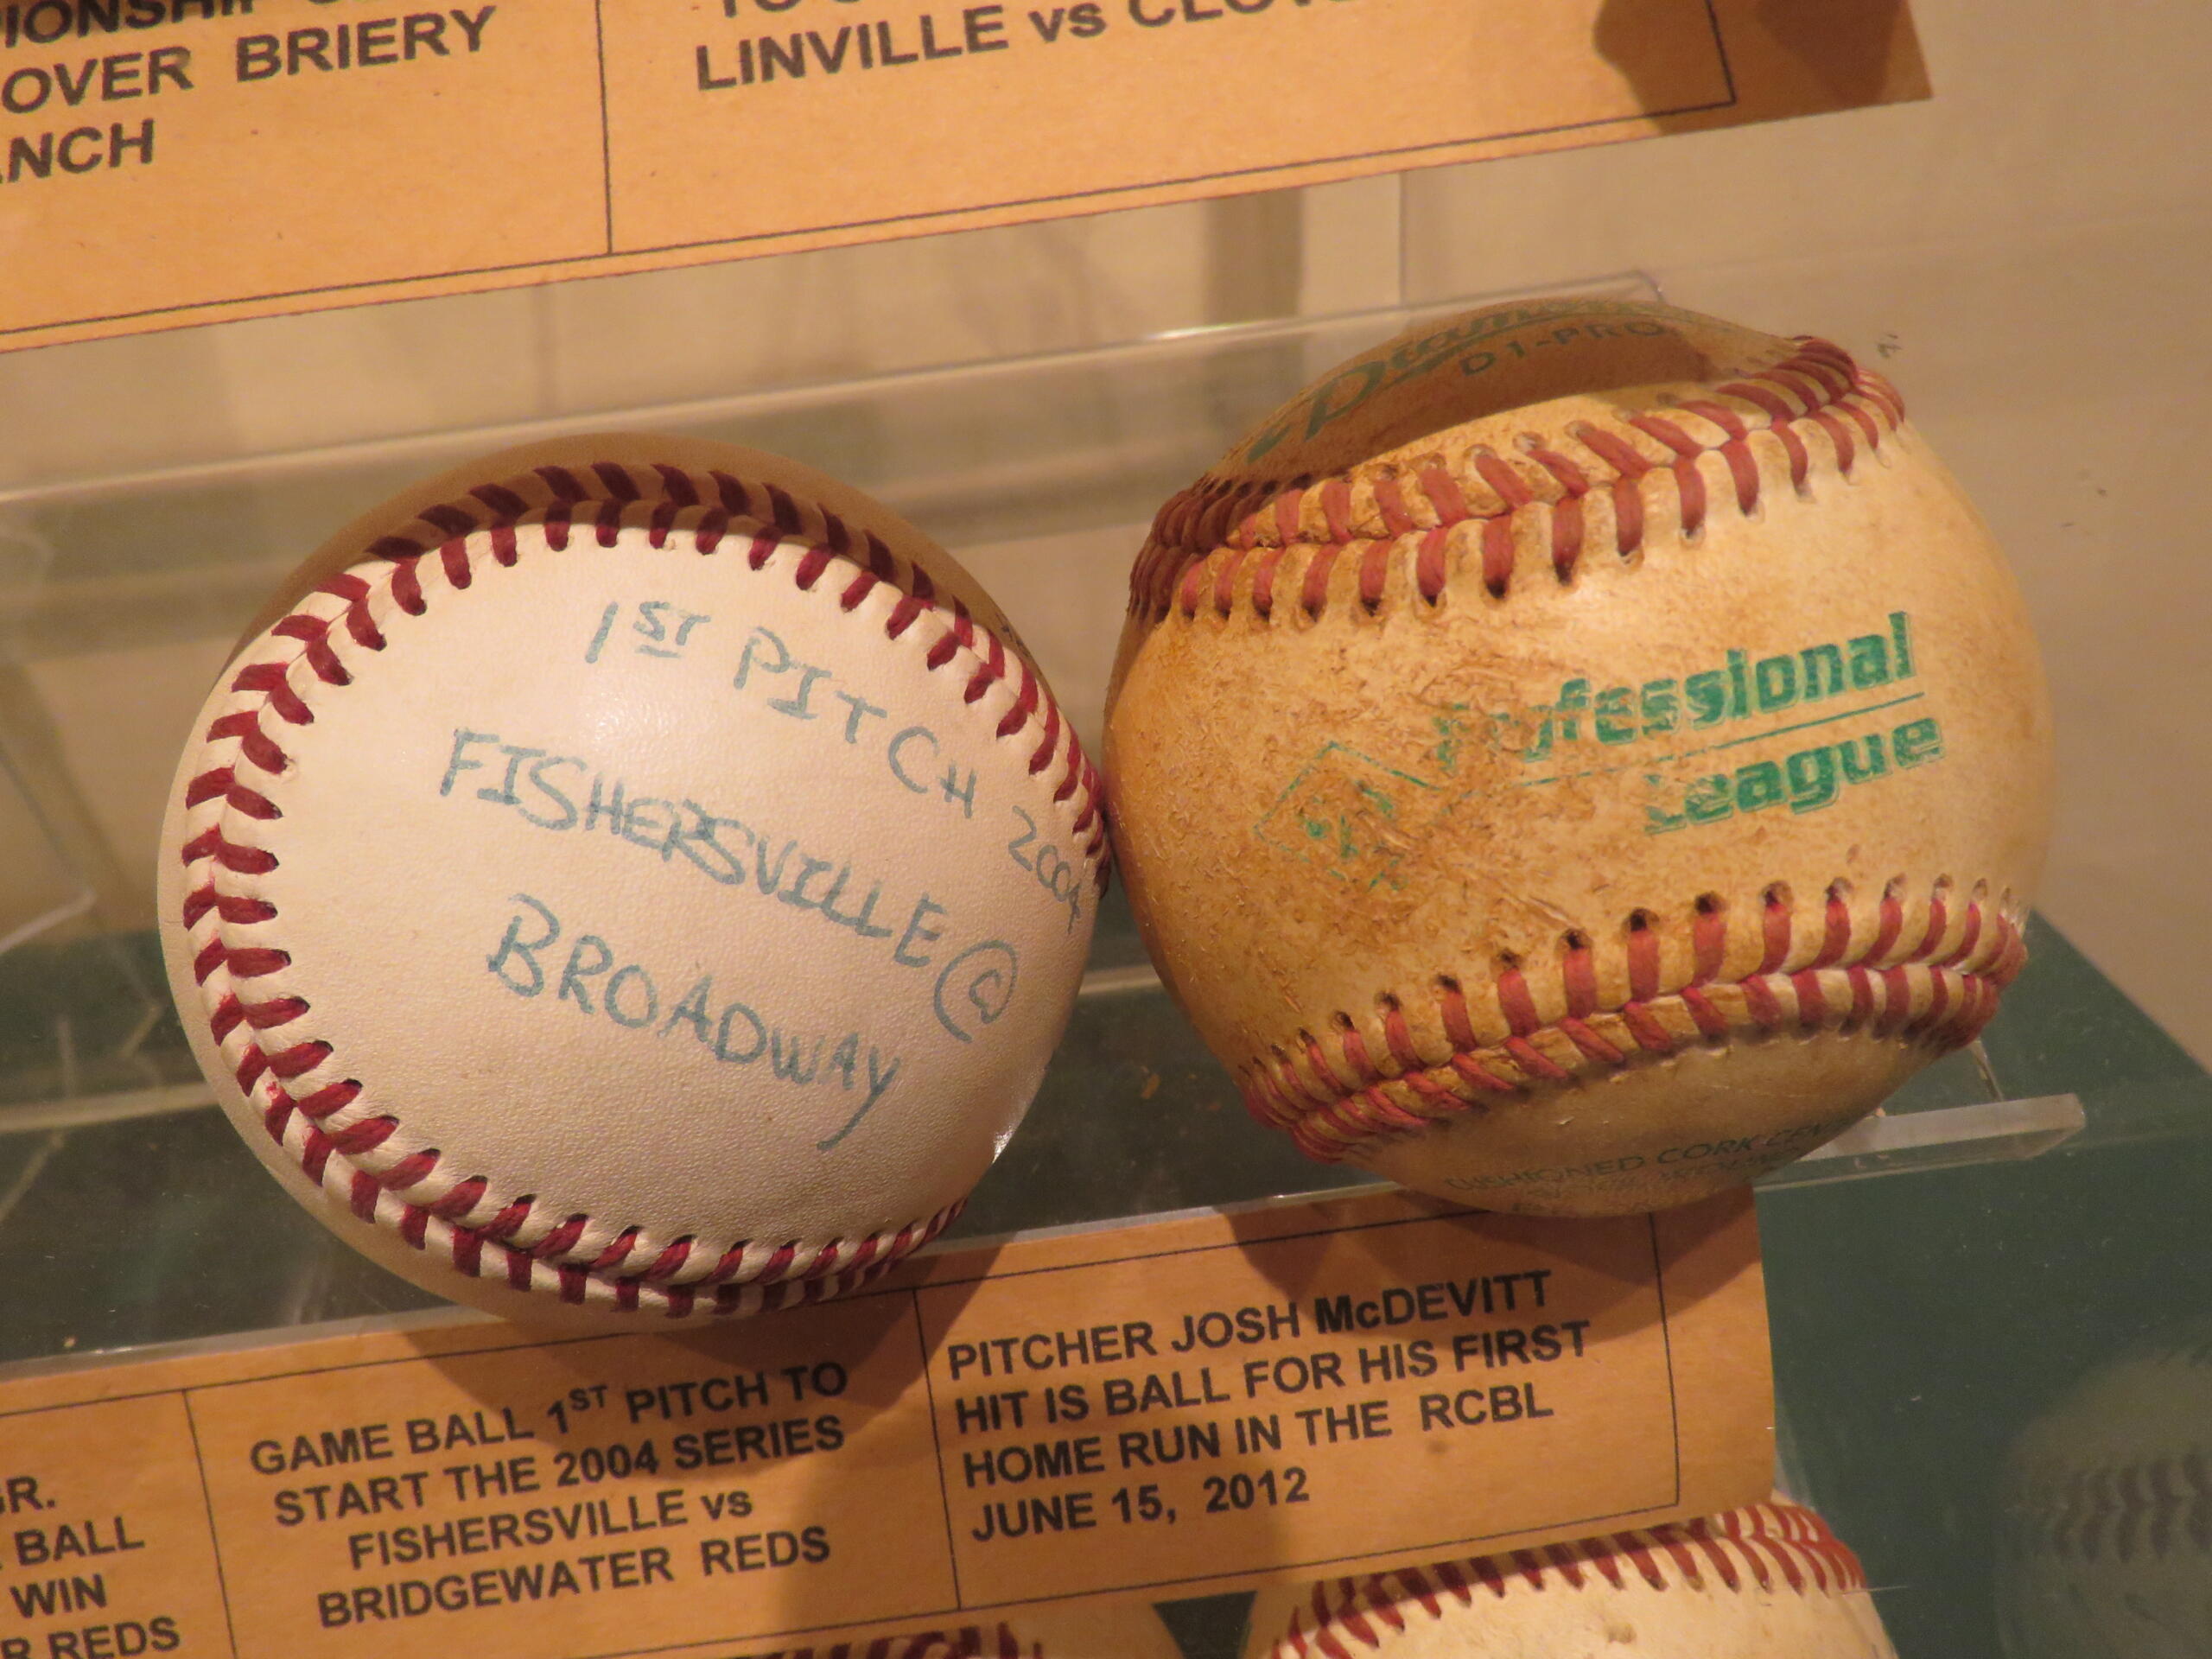 OVER BRIERY
LINVILLE vs
1ST PITCH 2004
FISHERSVILLE @
BROADWAY
D1-PRO
Professional
League
CUSHIONED CORK
GAME BALL 1ST PITCH TO
START THE 2004 SERIES
FISHERSVILLE vs
BRIDGEWATER REDS
PITCHER JOSH McDEVITT
HIT IS BALL FOR HIS FIRST
HOME RUN IN THE RCBL
JUNE 15, 2012
BALL
WIN
REDS